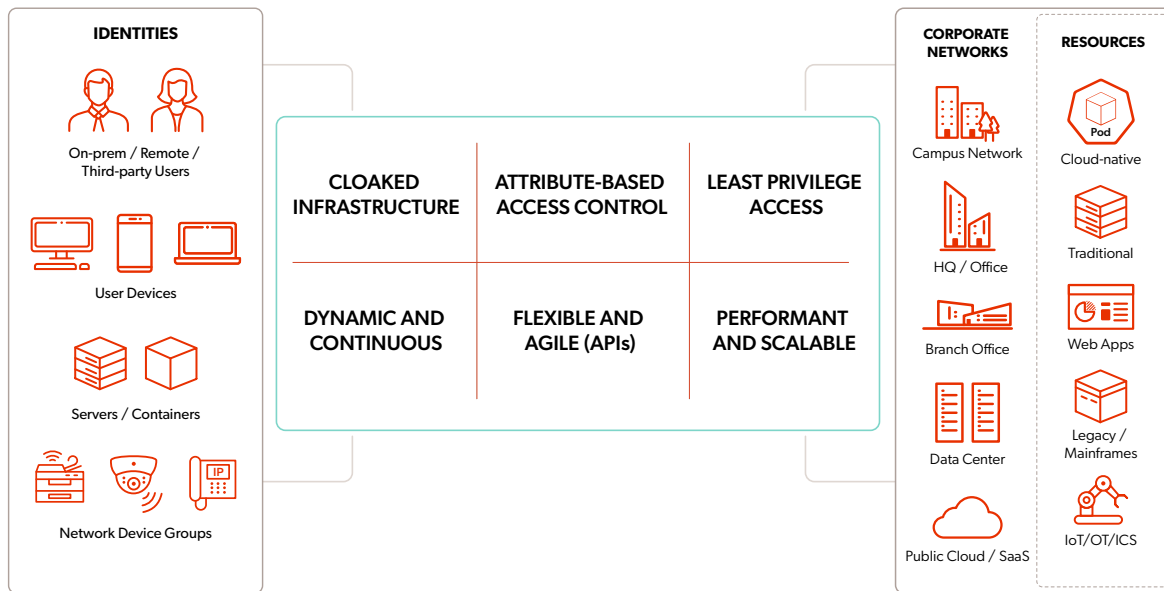 IDENTITIES
On-prem / Remote /
Third-party Users
User Devices
Servers / Containers
IP
Network Device Groups
CLOAKED
INFRASTRUCTURE
ATTRIBUTE-BASED
ACCESS CONTROL
LEAST PRIVILEGE
ACCESS
DYNAMIC AND
CONTINUOUS
FLEXIBLE AND
AGILE (APIs)
PERFORMANT
AND SCALABLE
CORPORATE
NETWORKS
Campus Network
HQ / Office
Branch Office
Data Center
Public Cloud / SaaS
RESOURCES
Pod
Cloud-native
Traditional
Web Apps
Legacy /
Mainframes
IoT/OT/ICS